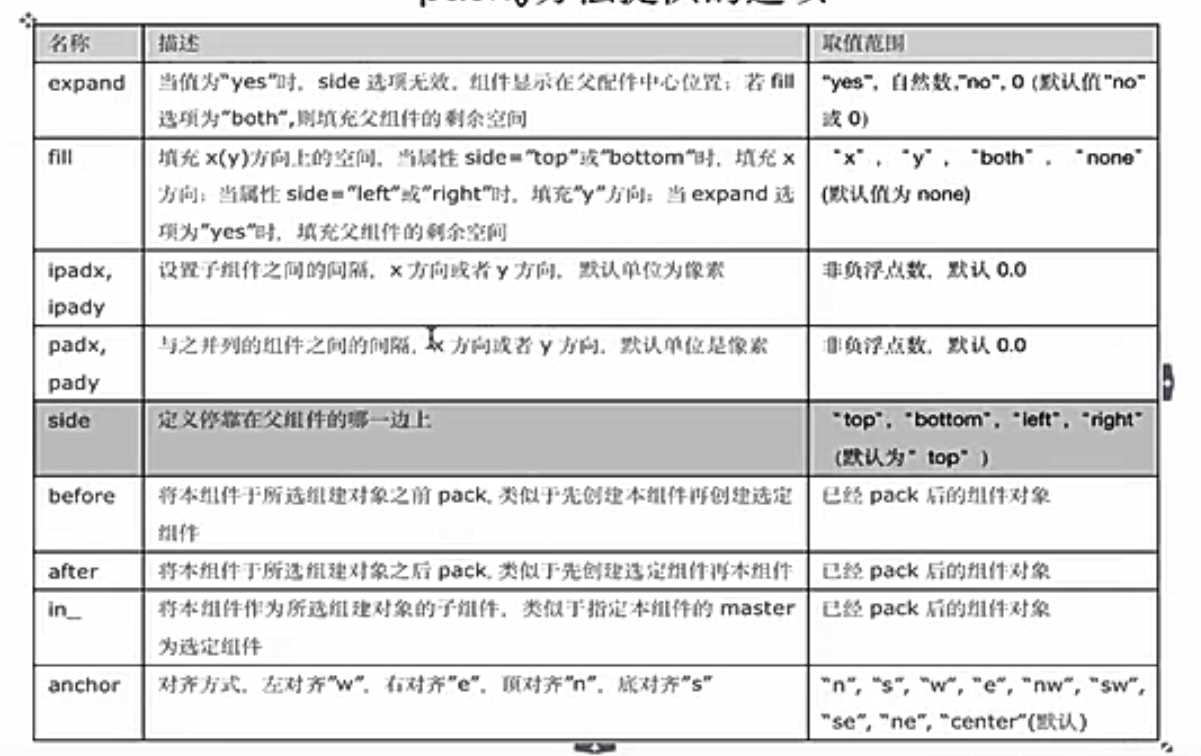 名称 描述 取值范围
expand 当值为"yes"时, side 选项无效, 组件显示在父配件中心位置; 若 fill "yes", 自然数,"no", 0 (默认值"no"
选项为"both",则填充父组件的剩余空间 或 0)
fill 填充 x(y)方向上的空间, 当属性 side="top"或"bottom"时, 填充 x "x", "y", "both", "none"
方向; 当属性 side="left"或"right"时, 填充"y"方向; 当 expand 选 (默认值为 none)
项为"yes"时, 填充父组件的剩余空间
ipadx, 设置子组件之间的间隔, x 方向或者 y 方向, 默认单位为像素 非负浮点数, 默认 0.0
ipady
padx, 与之并列的组件之间的间隔, x 方向或者 y 方向, 默认单位是像素 非负浮点数, 默认 0.0
pady
side 定义停靠在父组件的哪一边上 "top", "bottom", "left", "right"
(默认为" top" )
before 将本组件于所选组建对象之前 pack, 类似于先创建本组件再创建选定 已经 pack 后的组件对象
组件
after 将本组件于所选组建对象之后 pack, 类似于先创建选定组件再本组件 已经 pack 后的组件对象
in_ 将本组件作为所选组建对象的子组件, 类似于指定本组件的 master 已经 pack 后的组件对象
为选定组件
anchor 对齐方式, 左对齐"w", 右对齐"e", 顶对齐"n", 底对齐"s" "n", "s", "w", "e", "nw", "sw",
"se", "ne", "center"(默认)